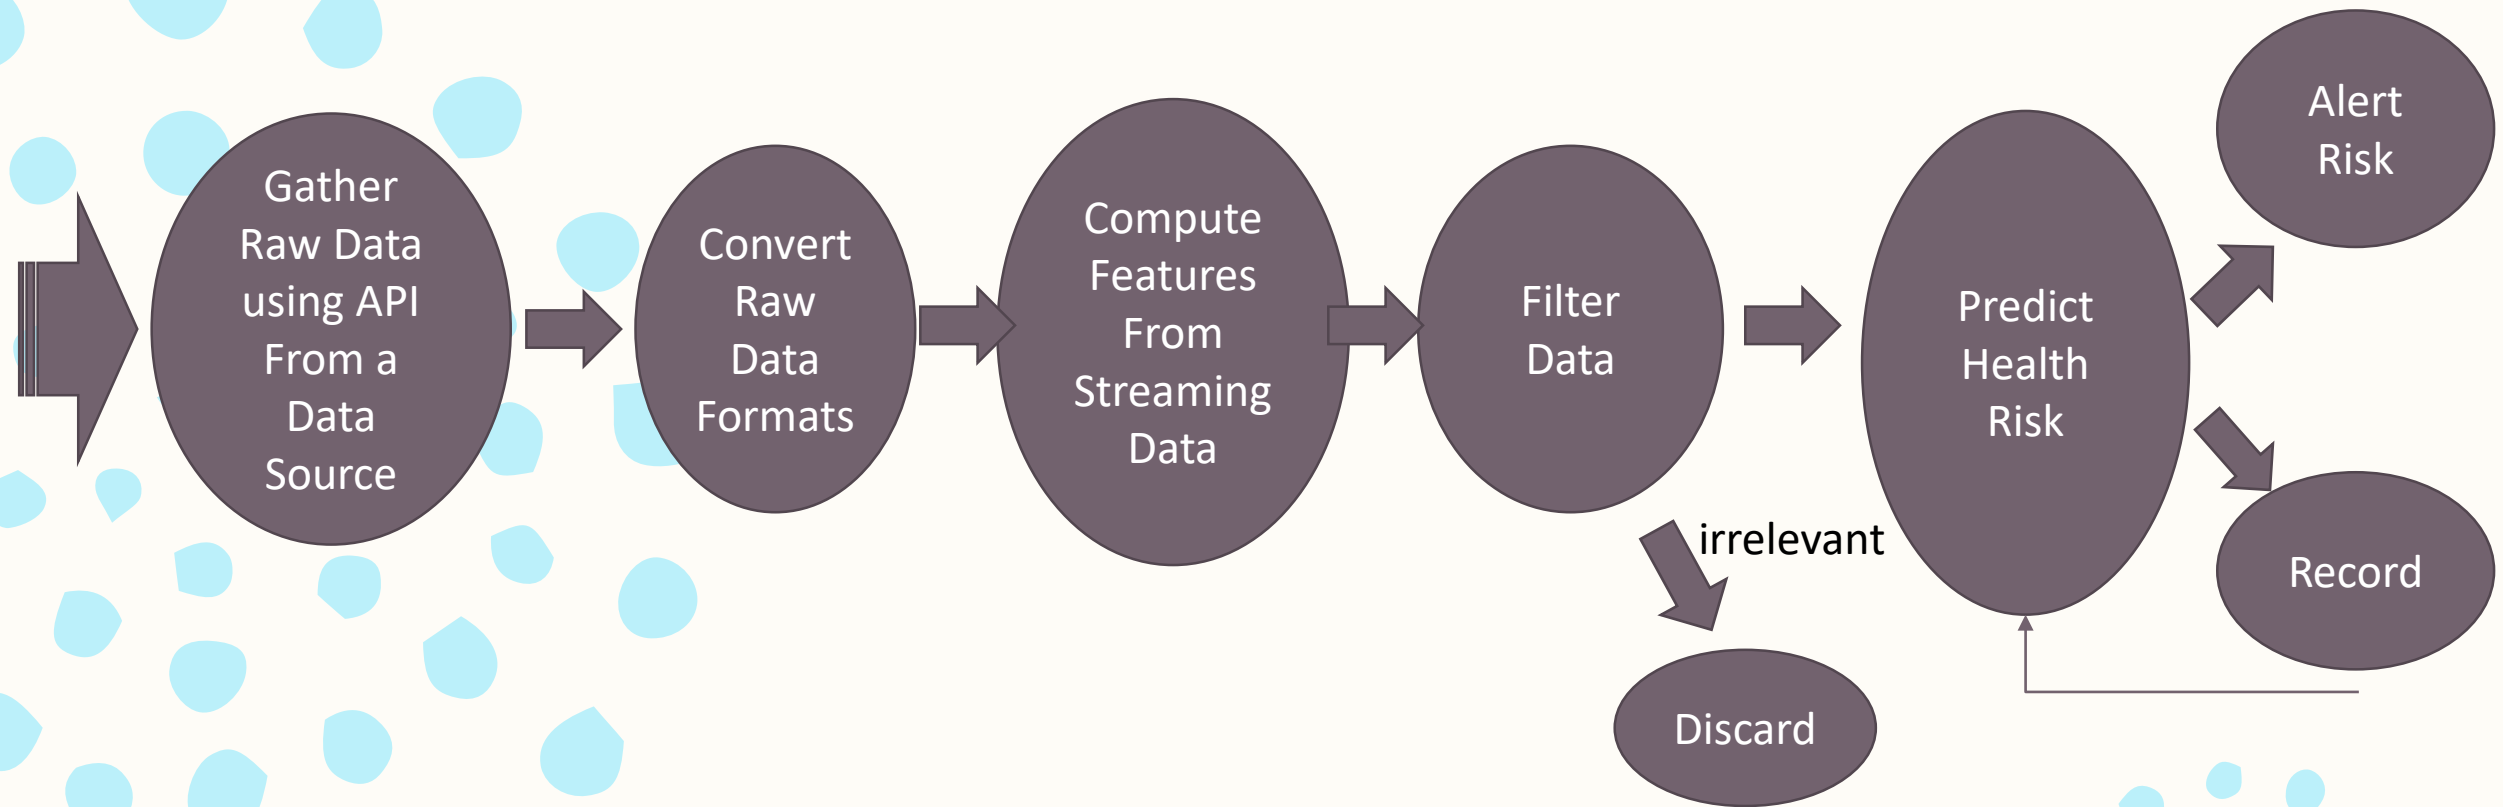 Gather
Raw Data
using API
From a
Data
Source
Convert
Raw
Data
Formats
Compute
Features
From
Streaming
Data
Filter
Data
irrelevant
Discard
Predict
Health
Risk
Alert
Risk
Record